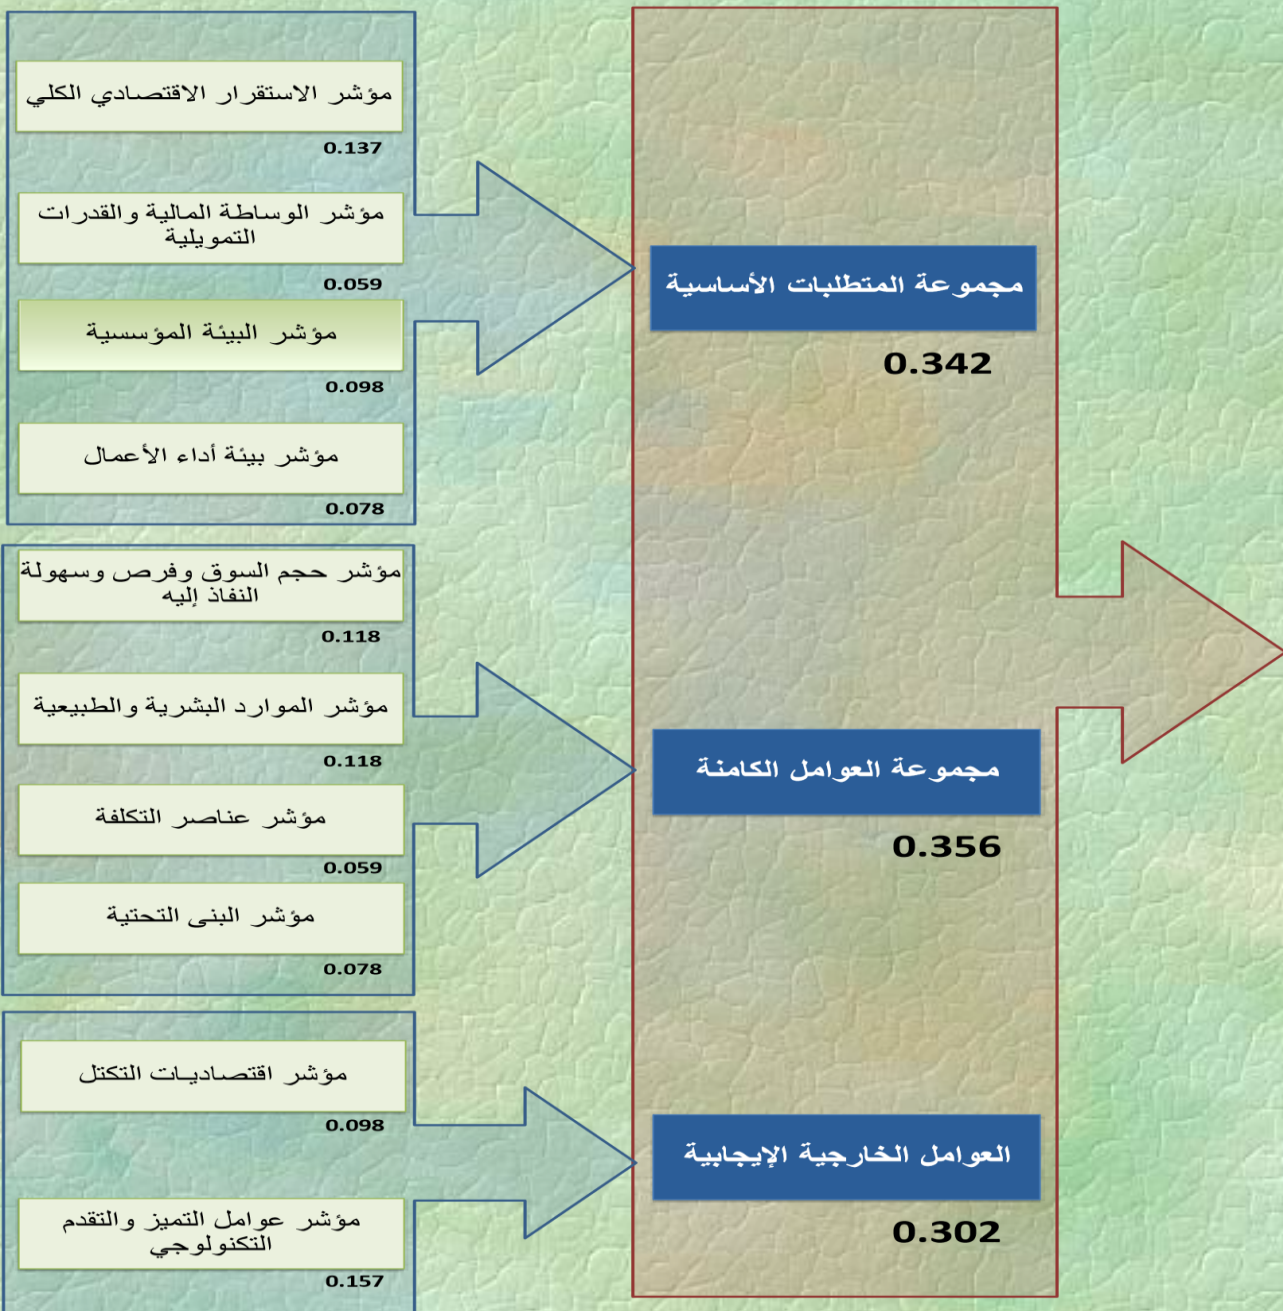 مؤشر الاستقرار الاقتصادي الكلي
0.137
مؤشر الوساطة المالية والقدرات
التمويلية
0.059
مؤشر البيئة المؤسسية
0.098
مؤشر بيئة أداء الأعمال
0.078
مجموعة المتطلبات الأساسية
0.342
مؤشر حجم السوق وفرص وسهولة
النفاذ إليه
0.118
مؤشر الموارد البشرية والطبيعية
0.118
مؤشر عناصر التكلفة
0.059
مؤشر البنى التحتية
0.078
مجموعة العوامل الكامنة
0.356
مؤشر اقتصاديات التكتل
0.098
مؤشر عوامل التميز والتقدم
التكنولوجي
0.157
العوامل الخارجية الإيجابية
0.302